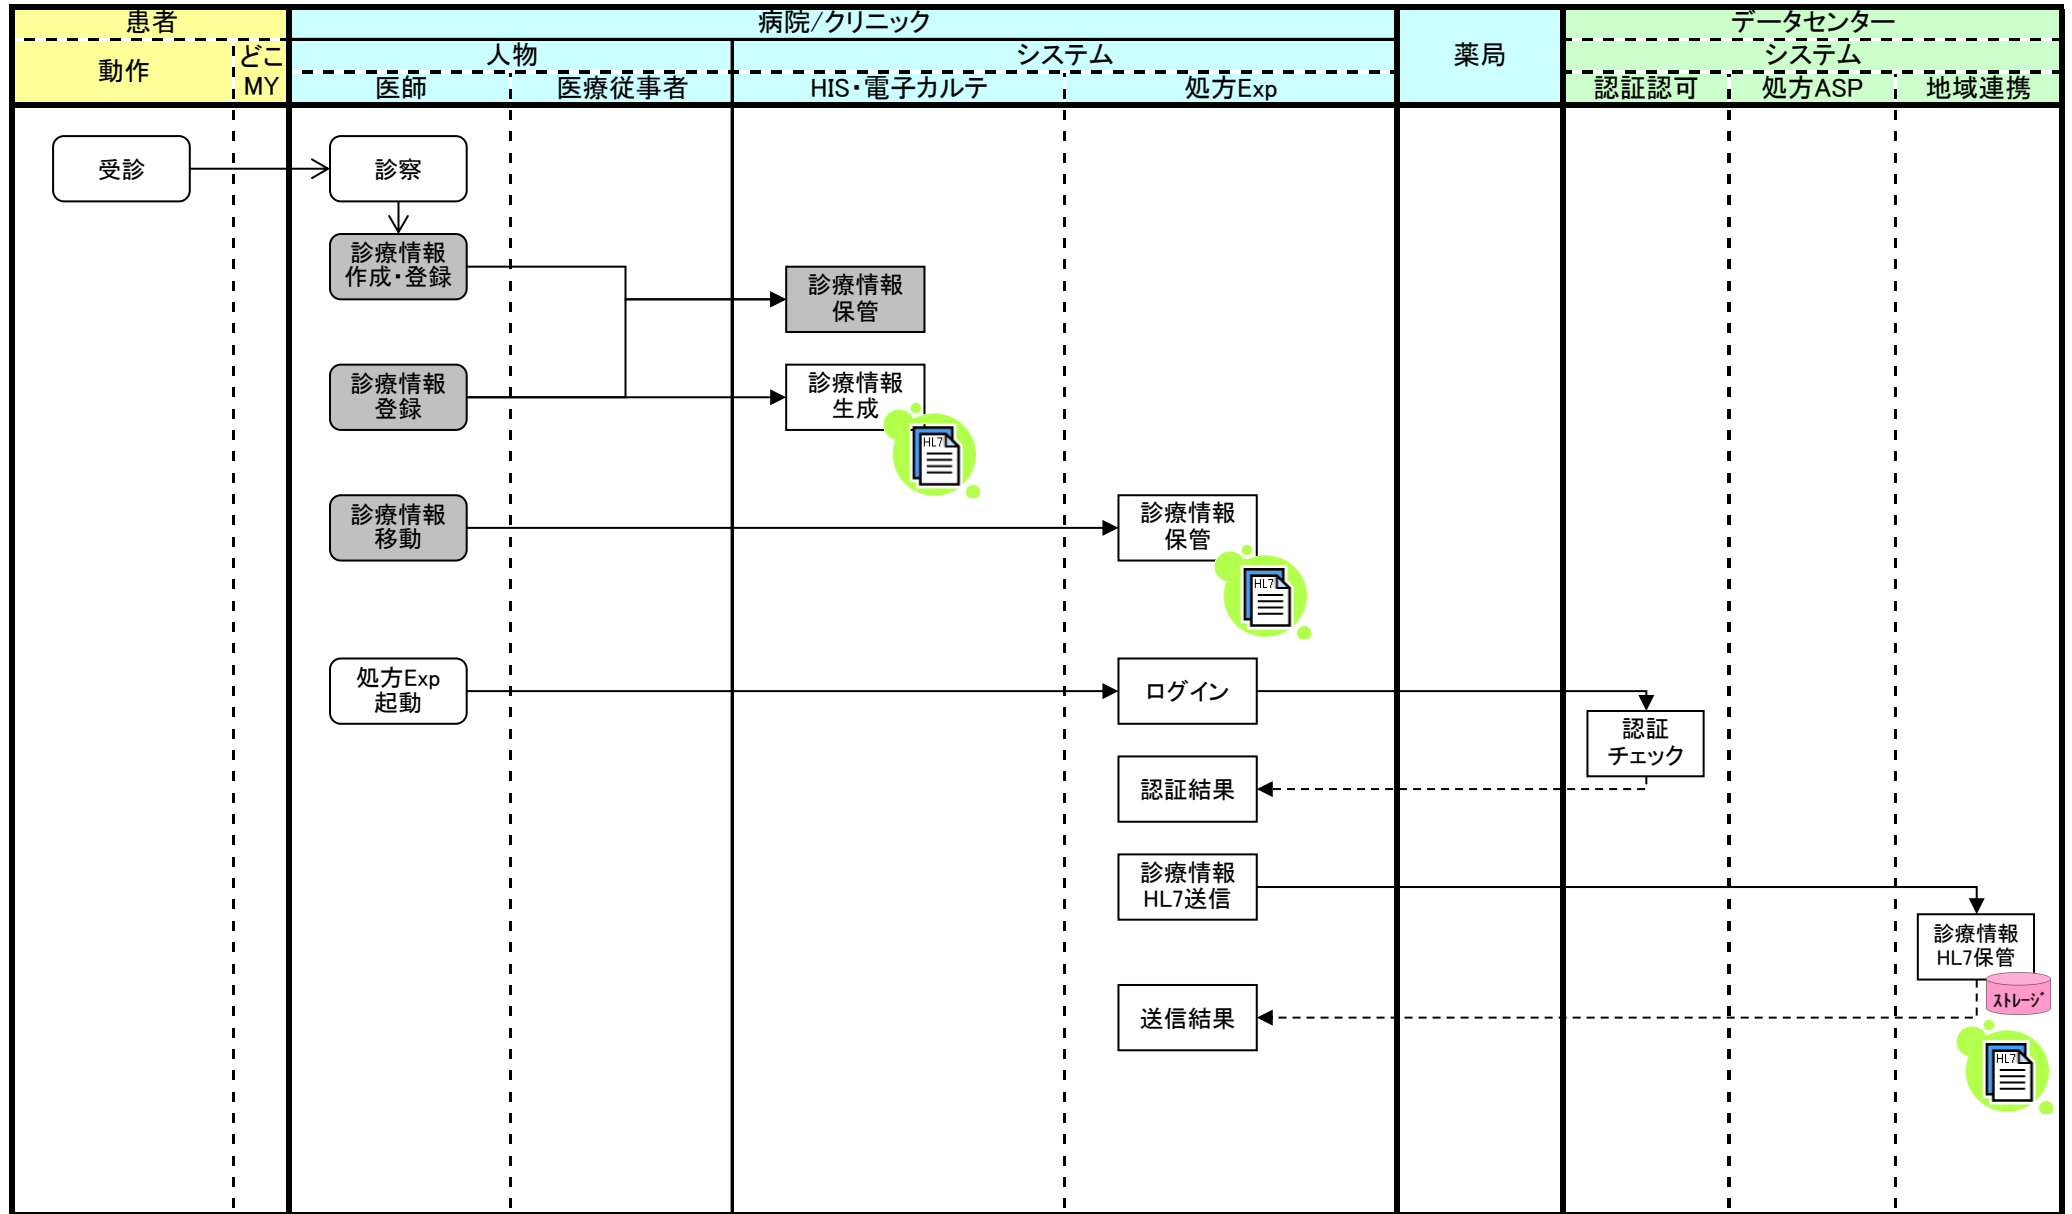 患者
病院/クリニック
データセンター
動作
どこ
MY
人物
システム
薬局
システム
医師
医療従事者
HIS・電子カルテ
処方Exp
認証認可
処方ASP
地域連携
受診
診察
診療情報
作成・登録
診療情報
保管
診療情報
登録
診療情報
生成
HL7
診療情報
移動
診療情報
保管
HL7
処方Exp
起動
ログイン
認証
チェック
認証結果
診療情報
HL7送信
診療情報
HL7保管
ｽﾄﾚｰｼﾞ
送信結果
HL7